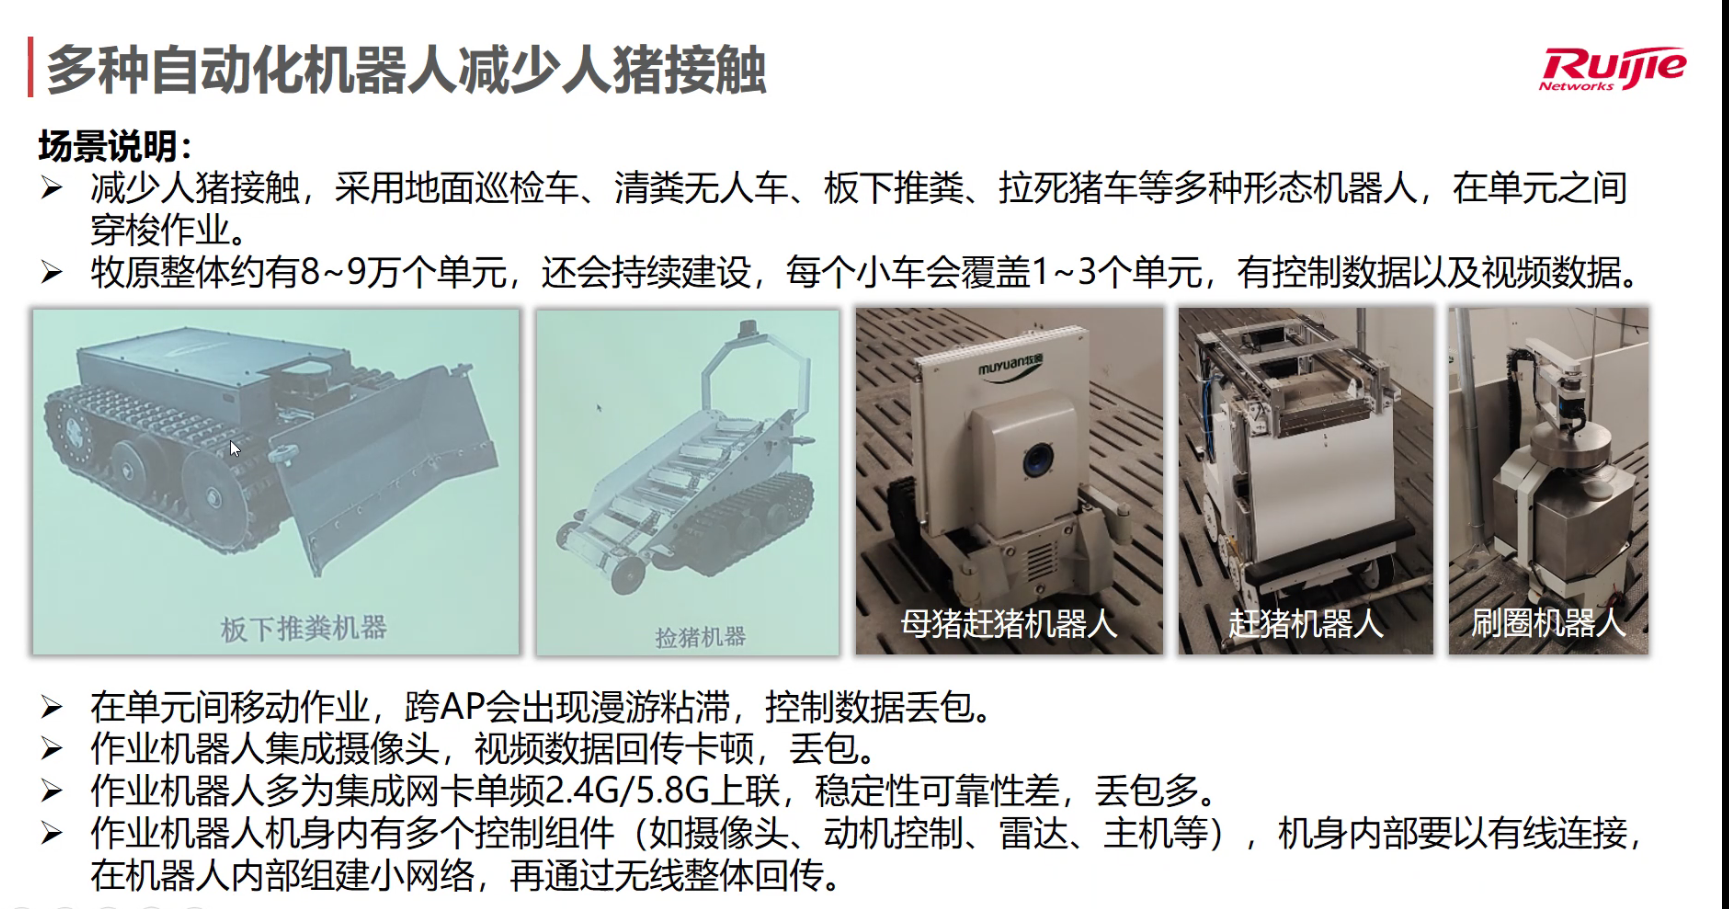 多种自动化机器人减少人猪接触
Ruijie
Networks
场景说明：
➢ 减少人猪接触，采用地面巡检车、清粪无人车、板下推粪、拉死猪车等多种形态机器人，在单元之间
穿梭作业。
➢ 牧原整体约有8~9万个单元，还会持续建设，每个小车会覆盖1~3个单元，有控制数据以及视频数据。
muyuan牧原
板下推粪机器
捡猪机器
母猪赶猪机器人
赶猪机器人
刷圈机器人
➢ 在单元间移动作业，跨AP会出现漫游粘滞，控制数据丢包。
➢ 作业机器人集成摄像头，视频数据回传卡顿，丢包。
➢ 作业机器人多为集成网卡单频2.4G/5.8G上联，稳定性可靠性差，丢包多。
➢ 作业机器人机身内有多个控制组件（如摄像头、动机控制、雷达、主机等），机身内部要以有线连接，
在机器人内部组建小网络，再通过无线整体回传。